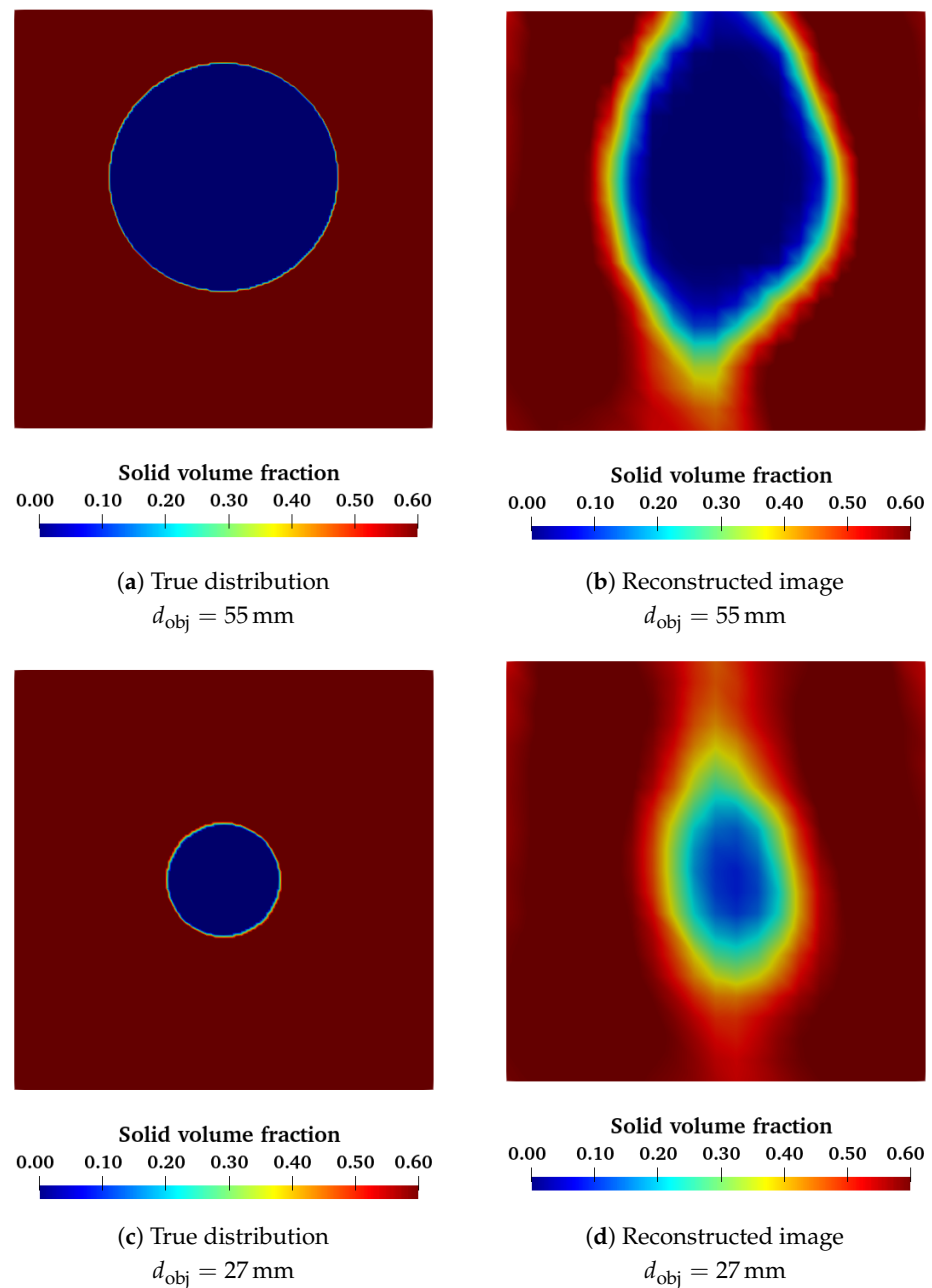 Solid volume fraction
0.00 0.10 0.20 0.30 0.40 0.50 0.60
(a) True distribution
d_obj = 55 mm
Solid volume fraction
0.00 0.10 0.20 0.30 0.40 0.50 0.60
(b) Reconstructed image
d_obj = 55 mm
Solid volume fraction
0.00 0.10 0.20 0.30 0.40 0.50 0.60
(c) True distribution
d_obj = 27 mm
Solid volume fraction
0.00 0.10 0.20 0.30 0.40 0.50 0.60
(d) Reconstructed image
d_obj = 27 mm